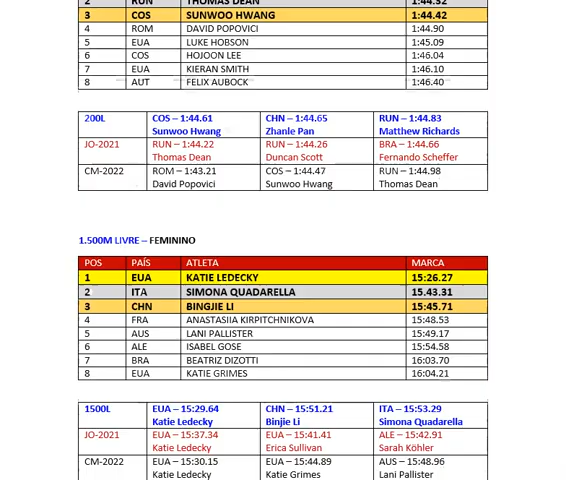 2 RUN THOMAS DEAN 1:44.32
3 COS SUNWOO HWANG 1:44.42
4 ROM DAVID POPOVICI 1:44.90
5 EUA LUKE HOBSON 1:45.09
6 COS HOJOON LEE 1:46.04
7 EUA KIERAN SMITH 1:46.10
8 AUT FELIX AUBOCK 1:46.40
200L COS – 1:44.61 CHN – 1:44.65 RUN – 1:44.83
Sunwoo Hwang Zhanle Pan Matthew Richards
JO-2021 RUN – 1:44.22 RUN – 1:44.26 BRA – 1:44.66
Thomas Dean Duncan Scott Fernando Scheffer
CM-2022 ROM – 1:43.21 COS – 1:44.47 RUN – 1:44.98
David Popovici Sunwoo Hwang Thomas Dean
1.500M LIVRE – FEMININO
POS PAÍS ATLETA MARCA
1 EUA KATIE LEDECKY 15:26.27
2 ITA SIMONA QUADARELLA 15.43.31
3 CHN BINGJIE LI 15:45.71
4 FRA ANASTASIIA KIRPITCHNIKOVA 15:48.53
5 AUS LANI PALLISTER 15:49.17
6 ALE ISABEL GOSE 15:54.58
7 BRA BEATRIZ DIZOTTI 16:03.70
8 EUA KATIE GRIMES 16:04.21
1500L EUA – 15:29.64 CHN – 15:51.21 ITA – 15:53.29
Katie Ledecky Binjie Li Simona Quadarella
JO-2021 EUA – 15:37.34 EUA – 15:41.41 ALE – 15:42.91
Katie Ledecky Erica Sullivan Sarah Köhler
CM-2022 EUA – 15:30.15 EUA – 15:44.89 AUS – 15:48.96
Katie Ledecky Katie Grimes Lani Pallister